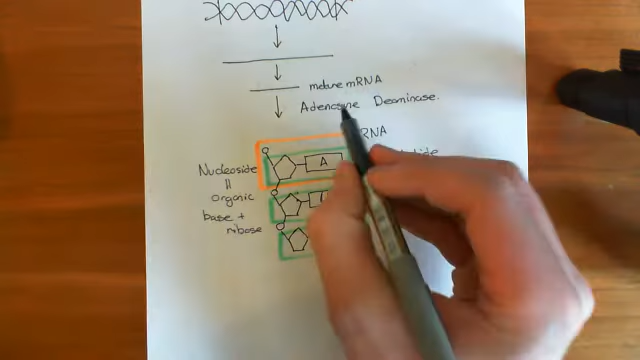 mature mRNA
Adenosine Deaminase.
RNA
Nucleoside
=
organic
base +
ribose
A